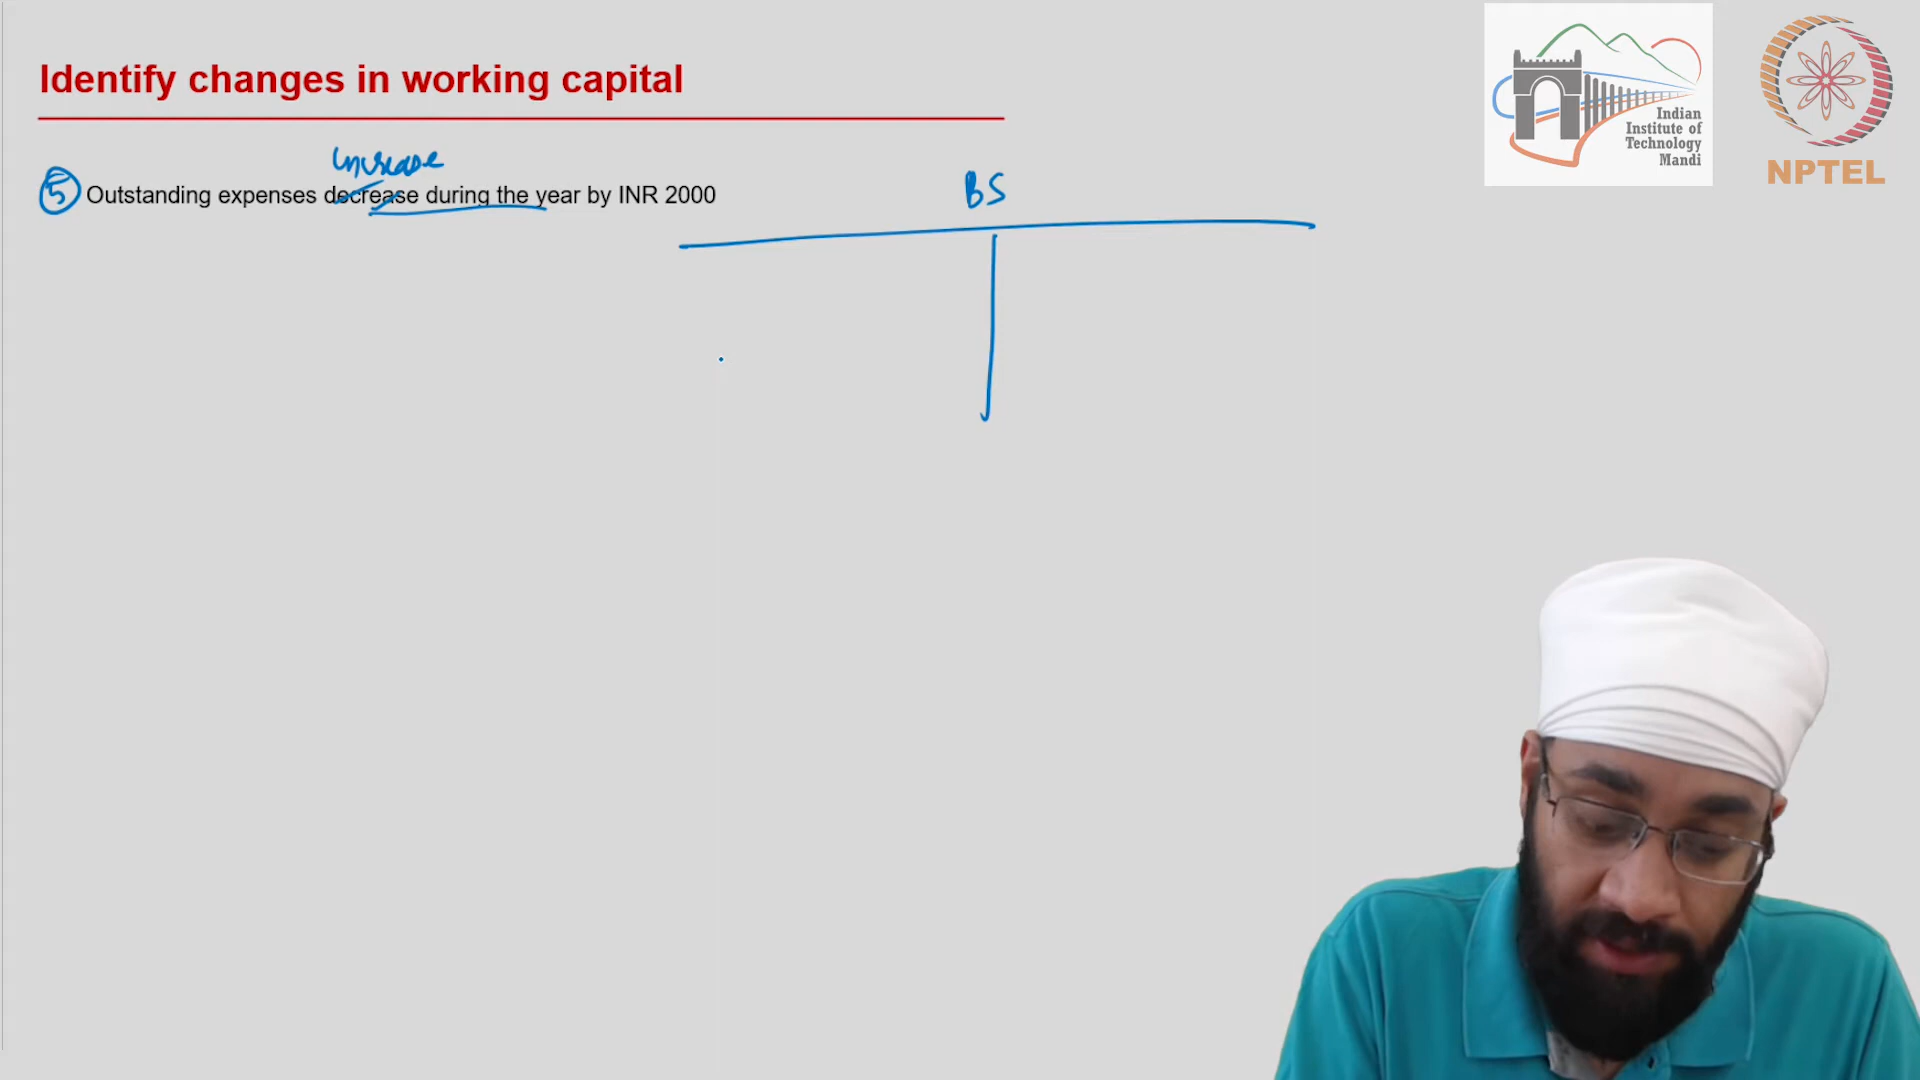 Identify changes in working capital
Increase
5 Outstanding expenses decrease during the year by INR 2000
BS
Indian
Institute of
Technology
Mandi
NPTEL